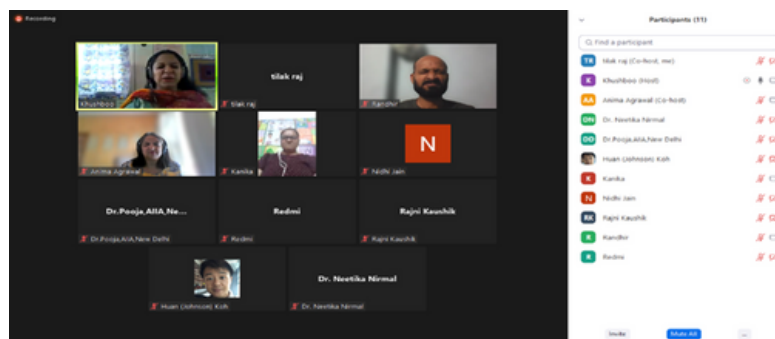 Recording
Khushboo
tilak raj
tilak raj
Randhir
Anima Agrawal
Kanika
N
Nidhi Jain
Dr.Pooja,AIIA,Ne...
Dr.Pooja,AIIA,New Delhi
Redmi
Redmi
Rajni Kaushik
Rajni Kaushik
Huan (Johnson) Koh
Dr. Neetika Nirmal
Dr. Neetika Nirmal
Participants (11)
Find a participant
TR tilak raj (Co-host, me)
K Khushboo (Host)
AA Anima Agrawal (Co-host)
DN Dr. Neetika Nirmal
Dr.Pooja,AIIA,New Delhi
Huan (Johnson) Koh
K Kanika
N Nidhi Jain
RK Rajni Kaushik
R Randhir
R Redmi
Invite
Mute All
...